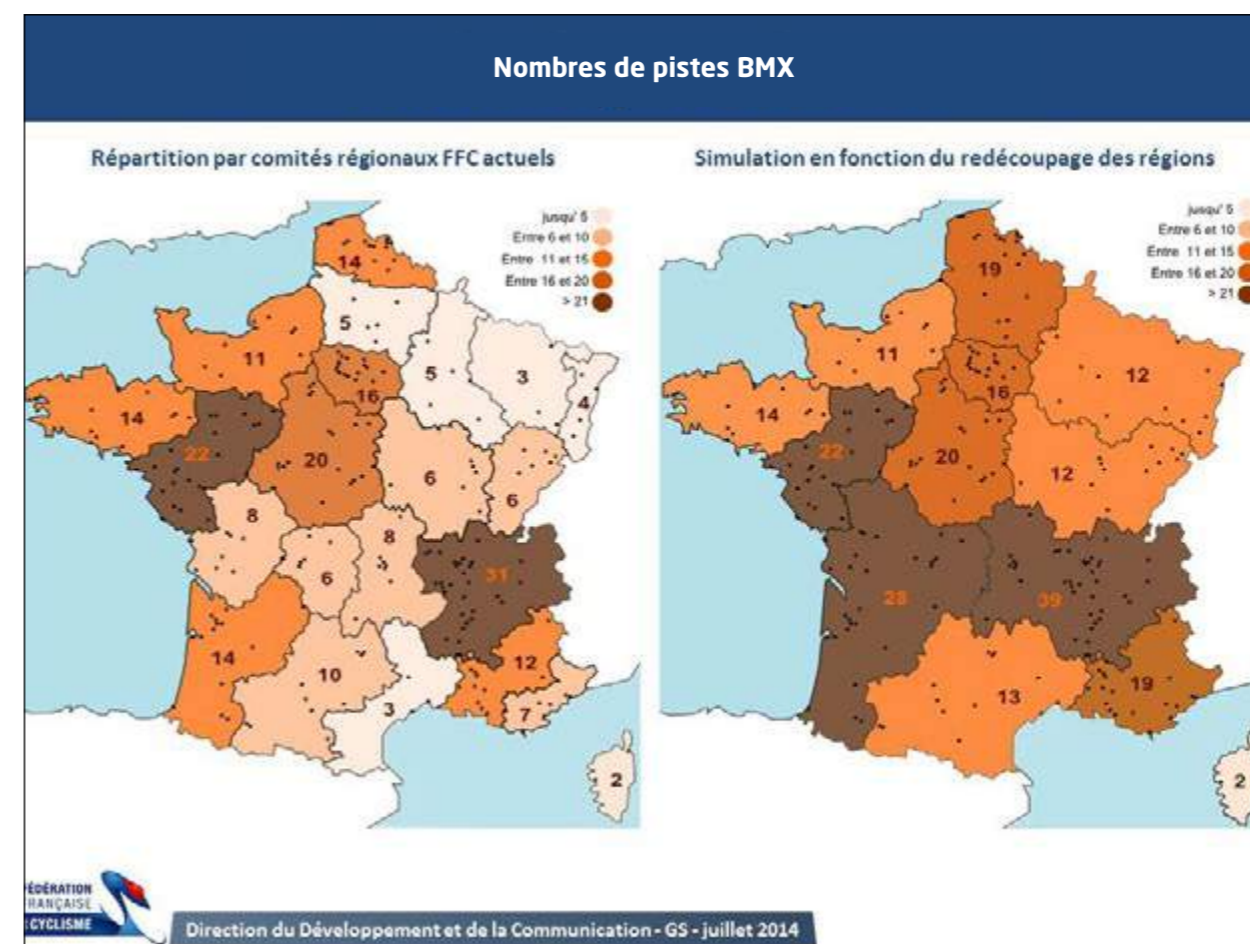 Nombres de pistes BMX
Répartition par comités régionaux FFC actuels
jusqu' 5
Entre 6 et 10
Entre 11 et 15
Entre 16 et 20
> 21
14
5
11
5
3
4
16
14
22
20
6
6
8
8
6
31
14
10
12
3
7
2
Simulation en fonction du redécoupage des régions
jusqu' 5
Entre 6 et 10
Entre 11 et 15
Entre 16 et 20
> 21
19
11
12
16
14
22
20
12
28
39
19
13
2
ÉDÉRATION
RANÇAISE
CYCLISME
Direction du Développement et de la Communication - GS - juillet 2014